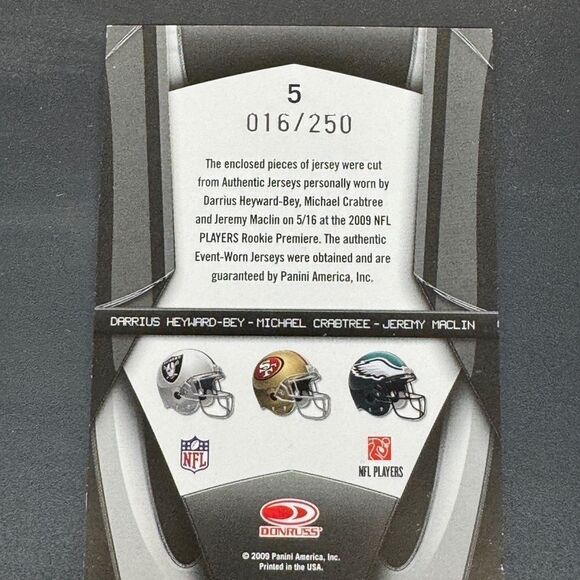 5
016/250
The enclosed pieces of jersey were cut
from Authentic Jerseys personally worn by
Darrius Heyward-Bey, Michael Crabtree
and Jeremy Maclin on 5/16 at the 2009 NFL
PLAYERS Rookie Premiere. The authentic
Event-Worn Jerseys were obtained and are
guaranteed by Panini America, Inc.
DARRIUS HEYWARD-BEY - MICHAEL CRABTREE - JEREMY MACLIN
SF
NFL
NFL PLAYERS
DONRUSS
© 2009 Panini America, Inc.
Printed in the USA.